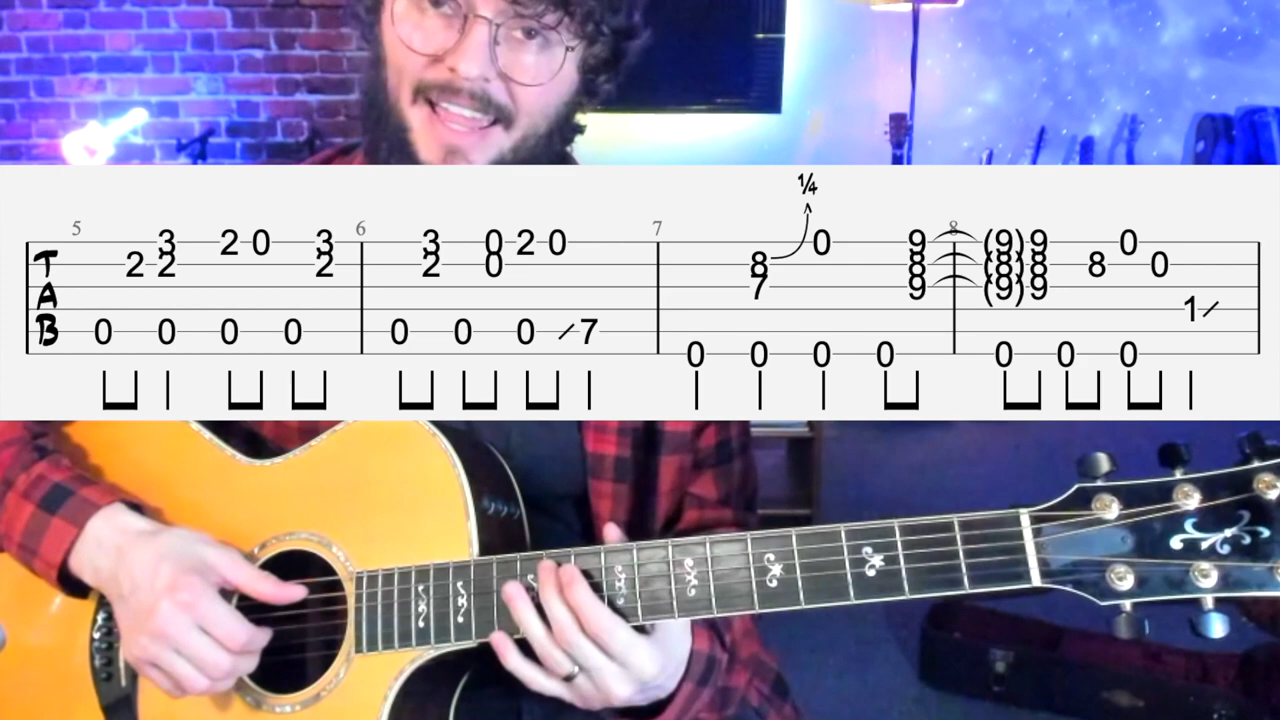 1/4
5 6 7 8
3 2 0 3 3 0 2 0 0 9 (9) 9 0
T 2 2 2 2 0 8 8 (8) 8 8 0
A 7 9 (9) 9
1
B 0 0 0 0 0 0 0 7
0 0 0 0 0 0 0